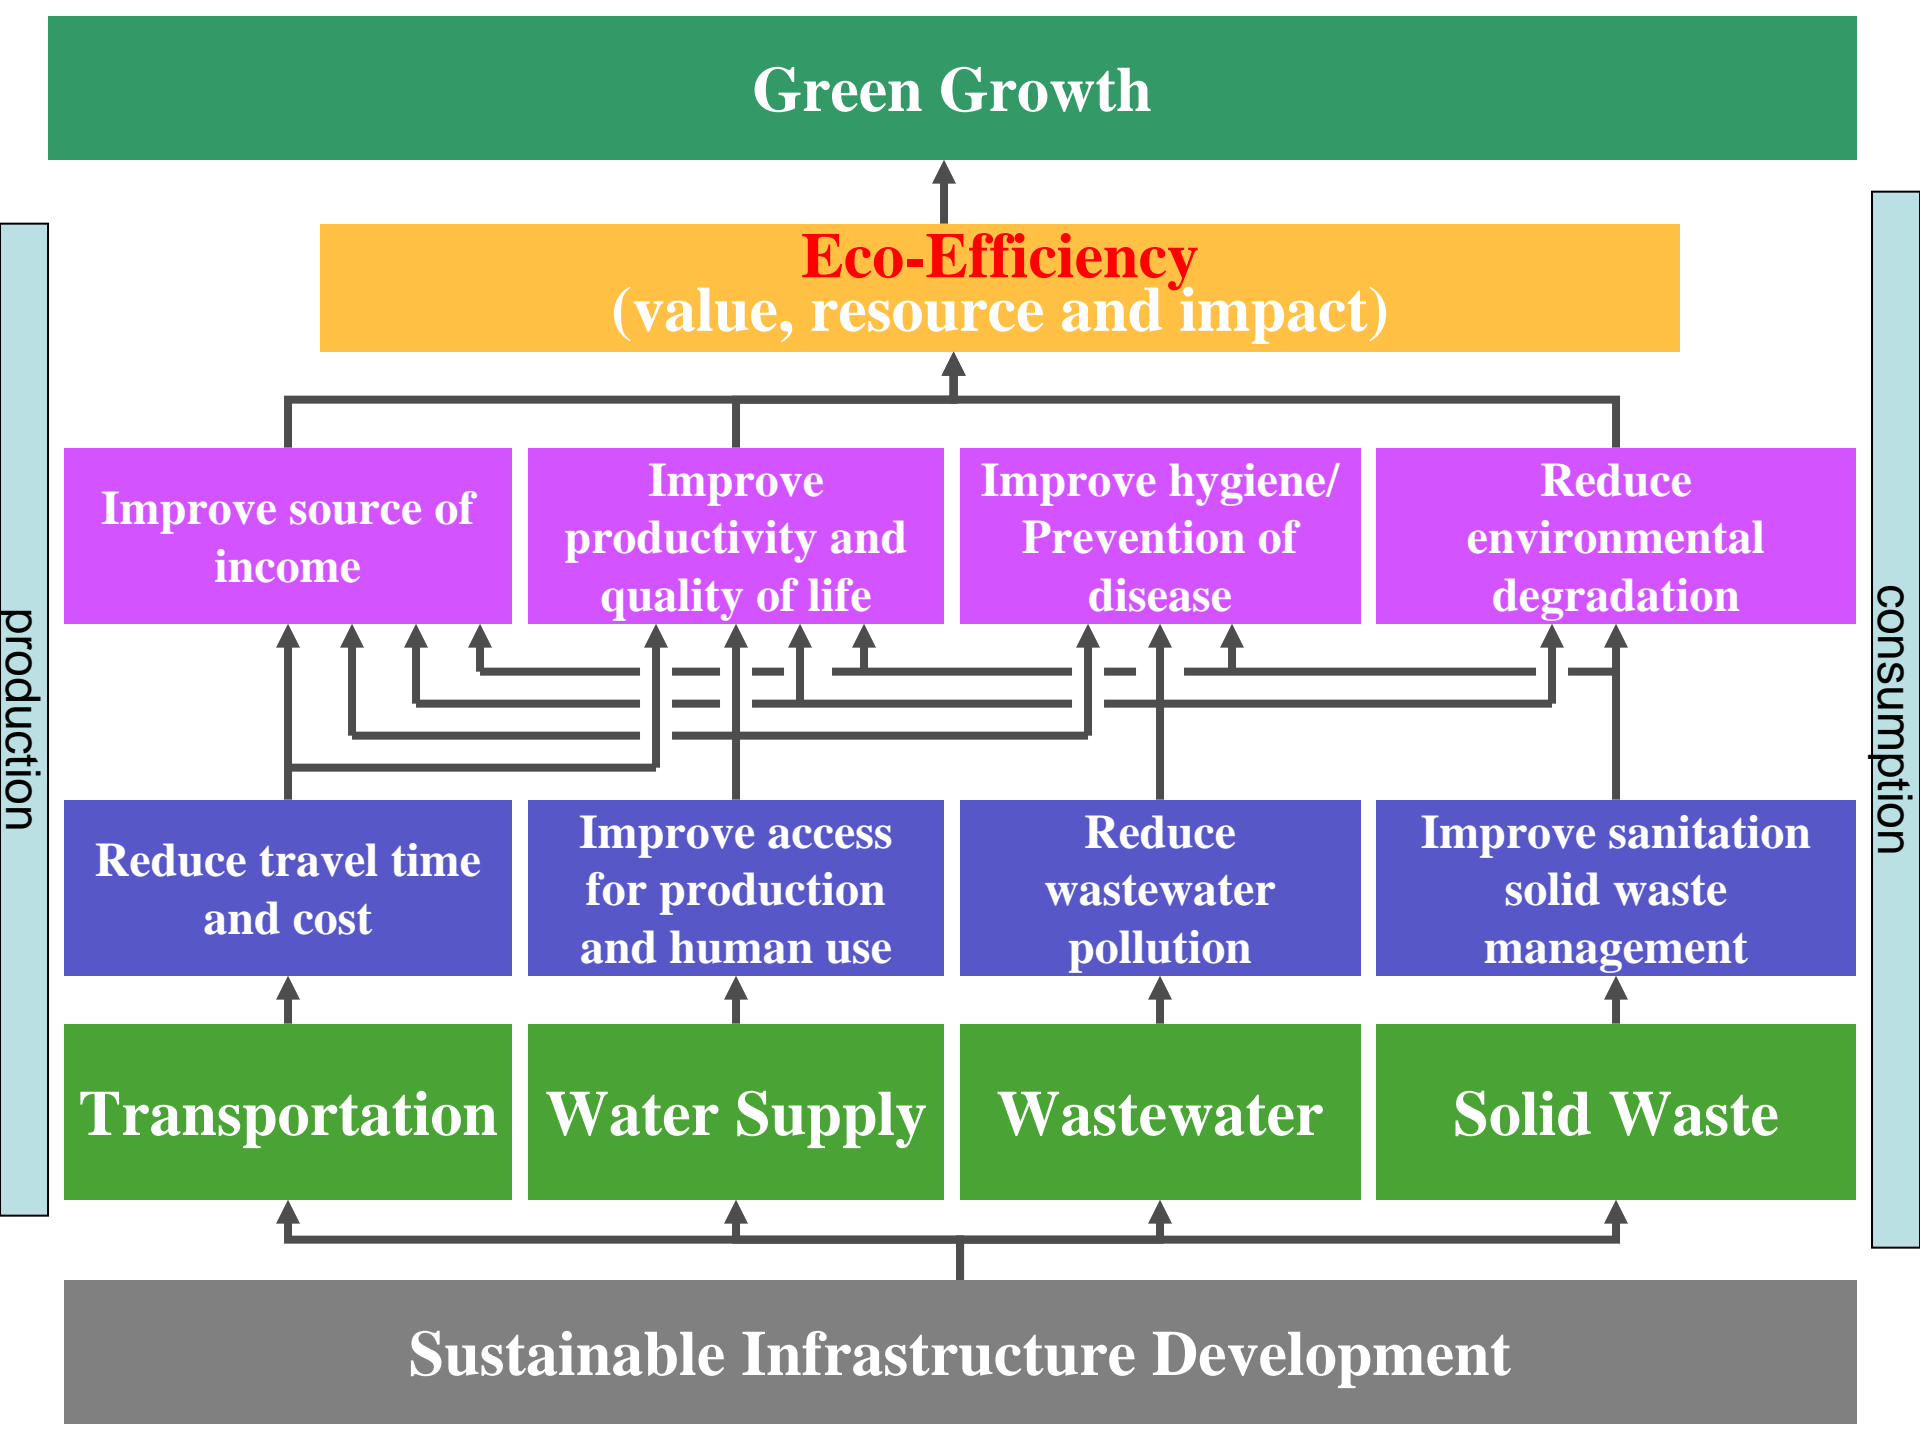 Green Growth
production
consumption
Eco-Efficiency
(value, resource and impact)
Improve source of
income
Improve
productivity and
quality of life
Improve hygiene/
Prevention of
disease
Reduce
environmental
degradation
Reduce travel time
and cost
Improve access
for production
and human use
Reduce
wastewater
pollution
Improve sanitation
solid waste
management
Transportation
Water Supply
Wastewater
Solid Waste
Sustainable Infrastructure Development